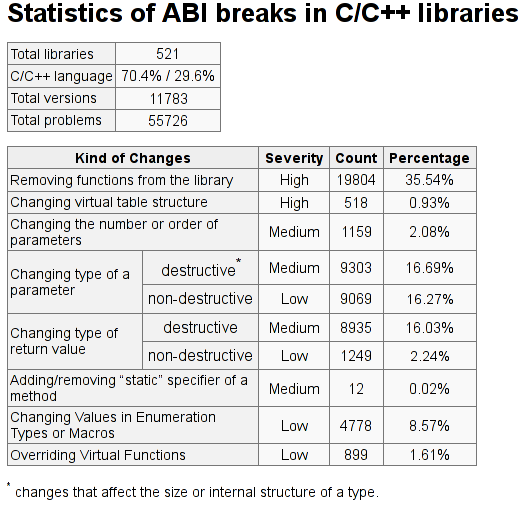 Statistics of ABI breaks in C/C++ libraries
Total libraries 521
C/C++ language 70.4% / 29.6%
Total versions 11783
Total problems 55726
Kind of Changes Severity Count Percentage
Removing functions from the library High 19804 35.54%
Changing virtual table structure High 518 0.93%
Changing the number or order of
parameters Medium 1159 2.08%
Changing type of a
parameter
destructive* Medium 9303 16.69%
non-destructive Low 9069 16.27%
Changing type of
return value
destructive Medium 8935 16.03%
non-destructive Low 1249 2.24%
Adding/removing “static” specifier of a
method Medium 12 0.02%
Changing Values in Enumeration
Types or Macros Low 4778 8.57%
Overriding Virtual Functions Low 899 1.61%
* changes that affect the size or internal structure of a type.